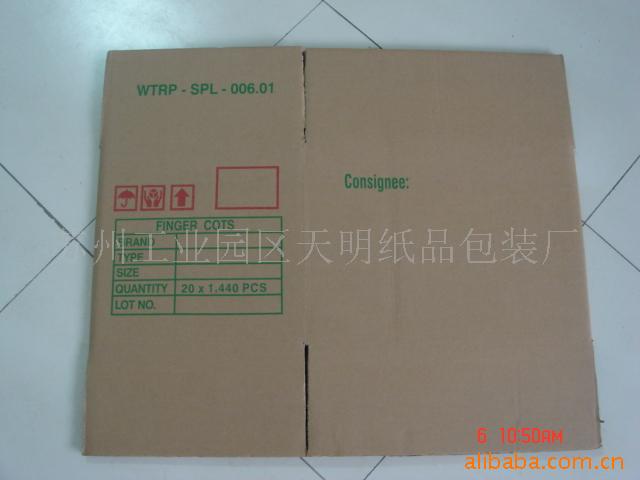 WTRP - SPL - 006.01
Consignee:
FINGER COTS
BRAND
TYPE
SIZE
QUANTITY 20 x 1.440 PCS
LOT NO.
州工业园区天明纸品包装厂
6 10:50AM
alibaba.com.cn